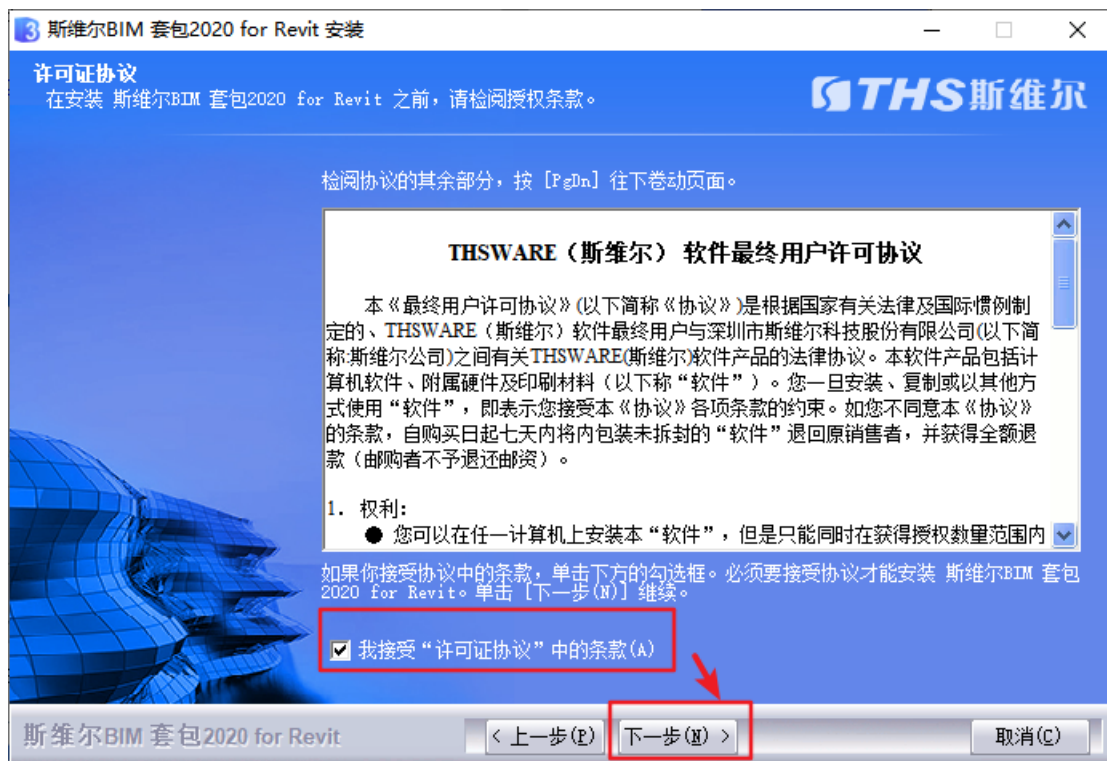 斯维尔BIM 套包2020 for Revit 安装
许可证协议
在安装 斯维尔BIM 套包2020 for Revit 之前，请检阅授权条款。
THS斯维尔
检阅协议的其余部分，按 [PgDn] 往下卷动页面。
THSWARE（斯维尔） 软件最终用户许可协议
本《最终用户许可协议》(以下简称《协议》)是根据国家有关法律及国际惯例制
定的、THSWARE（斯维尔）软件最终用户与深圳市斯维尔科技股份有限公司(以下简
称:斯维尔公司)之间有关THSWARE(斯维尔)软件产品的法律协议。本软件产品包括计
算机软件、附属硬件及印刷材料（以下称“软件”）。您一旦安装、复制或以其他方
式使用“软件”，即表示您接受本《协议》各项条款的约束。如您不同意本《协议》
的条款，自购买日起七天内将内包装未拆封的“软件”退回原销售者，并获得全额退
款（邮购者不予退还邮资）。
1. 权利:
● 您可以在任一计算机上安装本“软件”，但是只能同时在获得授权数量范围内
如果你接受协议中的条款，单击下方的勾选框。必须要接受协议才能安装 斯维尔BIM 套包
2020 for Revit。单击 [下一步(N)] 继续。
我接受“许可证协议”中的条款(A)
斯维尔BIM 套包2020 for Revit
< 上一步(P)
下一步(N) >
取消(C)